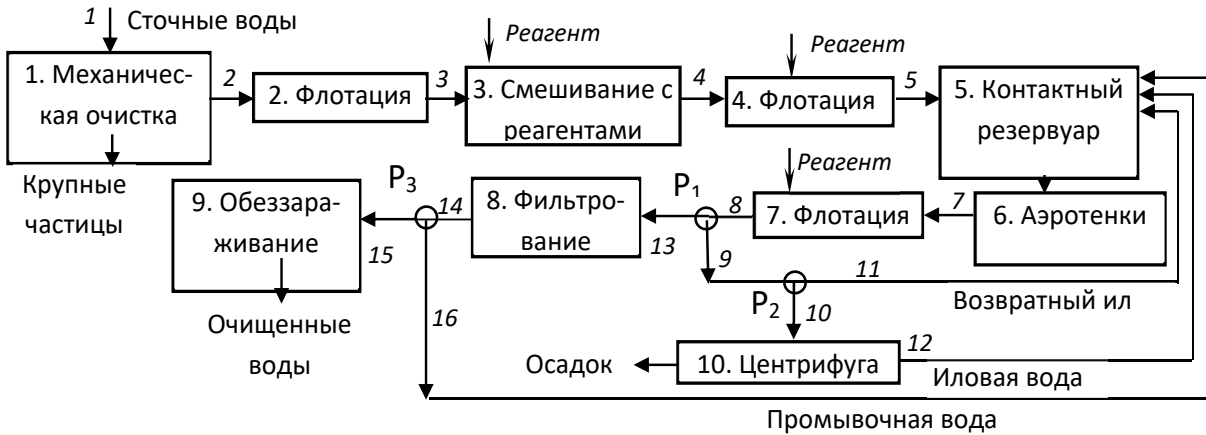 1 Сточные воды
Реагент
Реагент
1. Механичес-
кая очистка
2
2. Флотация
3
3. Смешивание с
реагентами
4
4. Флотация
5
5. Контактный
резервуар
Крупные
частицы
Реагент
9. Обеззара-
живание
15
P₃
14
8. Фильтро-
вание
13
P₁
8
7. Флотация
7
6. Аэротенки
9
11
Возвратный ил
P₂
10
Очищенные
воды
16
Осадок
10. Центрифуга
12
Иловая вода
Промывочная вода